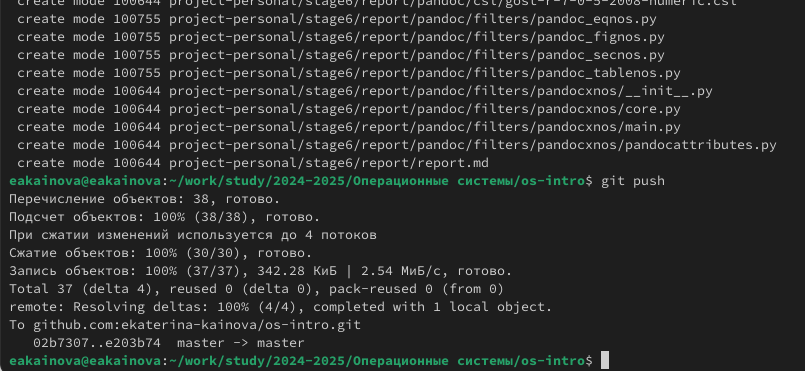 create mode 100644 project-personal/stage6/report/pandoc/csl/gost-r-7-0-5-2008-numeric.csl
create mode 100755 project-personal/stage6/report/pandoc/filters/pandoc_eqnos.py
create mode 100755 project-personal/stage6/report/pandoc/filters/pandoc_fignos.py
create mode 100755 project-personal/stage6/report/pandoc/filters/pandoc_secnos.py
create mode 100755 project-personal/stage6/report/pandoc/filters/pandoc_tablenos.py
create mode 100644 project-personal/stage6/report/pandoc/filters/pandocxnos/__init__.py
create mode 100644 project-personal/stage6/report/pandoc/filters/pandocxnos/core.py
create mode 100644 project-personal/stage6/report/pandoc/filters/pandocxnos/main.py
create mode 100644 project-personal/stage6/report/pandoc/filters/pandocxnos/pandocattributes.py
create mode 100644 project-personal/stage6/report/report.md
eakainova@eakainova:~/work/study/2024-2025/Операционные системы/os-intro$ git push
Перечисление объектов: 38, готово.
Подсчет объектов: 100% (38/38), готово.
При сжатии изменений используется до 4 потоков
Сжатие объектов: 100% (30/30), готово.
Запись объектов: 100% (37/37), 342.28 КиБ | 2.54 МиБ/с, готово.
Total 37 (delta 4), reused 0 (delta 0), pack-reused 0 (from 0)
remote: Resolving deltas: 100% (4/4), completed with 1 local object.
To github.com:ekaterina-kainova/os-intro.git
02b7307..e203b74  master -> master
eakainova@eakainova:~/work/study/2024-2025/Операционные системы/os-intro$